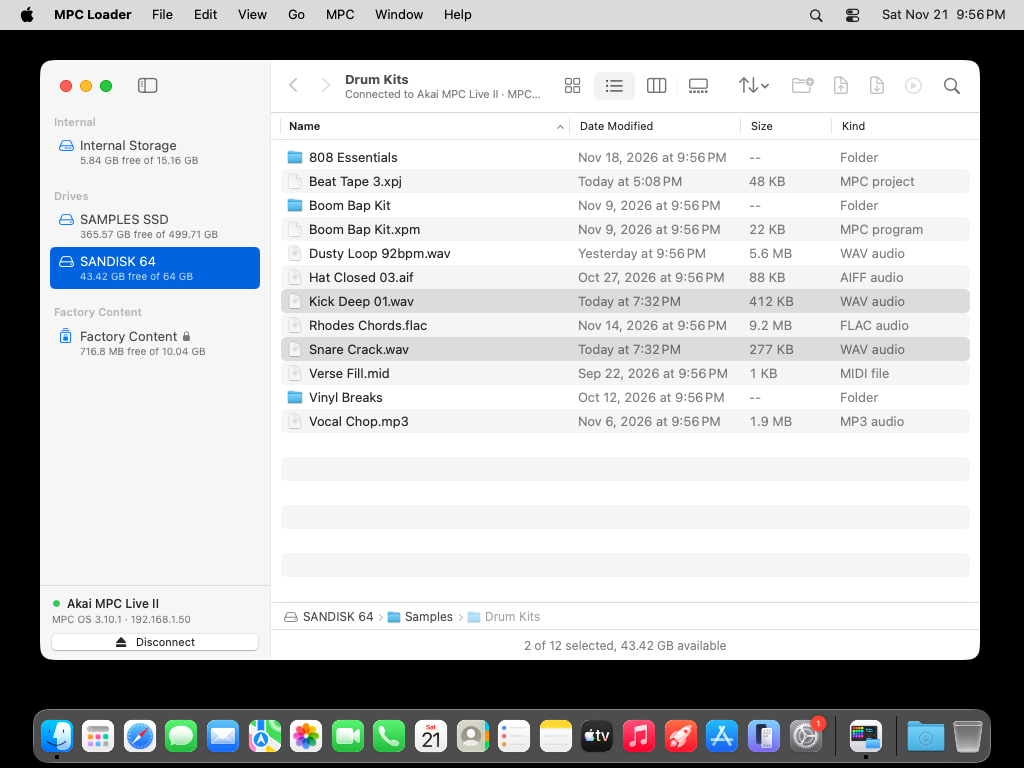 MPC Loader File Edit View Go MPC Window Help Sat Nov 21 9:56 PM
Internal
Internal Storage
5.84 GB free of 15.16 GB
Drives
SAMPLES SSD
365.57 GB free of 499.71 GB
SANDISK 64
43.42 GB free of 64 GB
Factory Content
Factory Content
716.8 MB free of 10.04 GB
Akai MPC Live II
MPC OS 3.10.1 · 192.168.1.50
Disconnect
Drum Kits
Connected to Akai MPC Live II · MPC...
Name Date Modified Size Kind
808 Essentials Nov 18, 2026 at 9:56 PM -- Folder
Beat Tape 3.xpj Today at 5:08 PM 48 KB MPC project
Boom Bap Kit Nov 9, 2026 at 9:56 PM -- Folder
Boom Bap Kit.xpm Nov 9, 2026 at 9:56 PM 22 KB MPC program
Dusty Loop 92bpm.wav Yesterday at 9:56 PM 5.6 MB WAV audio
Hat Closed 03.aif Oct 27, 2026 at 9:56 PM 88 KB AIFF audio
Kick Deep 01.wav Today at 7:32 PM 412 KB WAV audio
Rhodes Chords.flac Nov 14, 2026 at 9:56 PM 9.2 MB FLAC audio
Snare Crack.wav Today at 7:32 PM 277 KB WAV audio
Verse Fill.mid Sep 22, 2026 at 9:56 PM 1 KB MIDI file
Vinyl Breaks Oct 12, 2026 at 9:56 PM -- Folder
Vocal Chop.mp3 Nov 6, 2026 at 9:56 PM 1.9 MB MP3 audio
SANDISK 64 › Samples › Drum Kits
2 of 12 selected, 43.42 GB available
Sat
21
tv
1